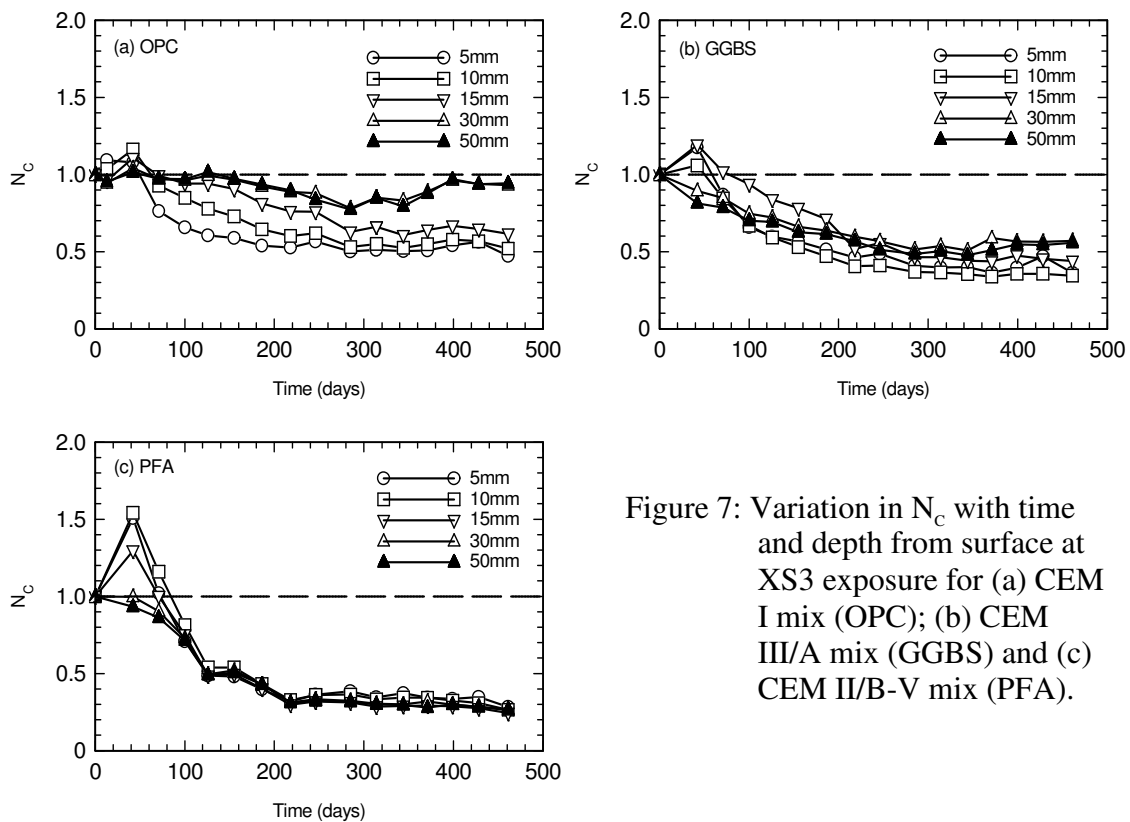 2.0
(a) OPC
5mm
10mm
15mm
30mm
50mm
1.5
1.0
0.5
0
N_C
0 100 200 300 400 500
Time (days)
2.0
(b) GGBS
5mm
10mm
15mm
30mm
50mm
1.5
1.0
0.5
0
N_C
0 100 200 300 400 500
Time (days)
2.0
(c) PFA
5mm
10mm
15mm
30mm
50mm
1.5
1.0
0.5
0
N_C
0 100 200 300 400 500
Time (days)
Figure 7: Variation in N_C with time
and depth from surface at
XS3 exposure for (a) CEM
I mix (OPC); (b) CEM
III/A mix (GGBS) and (c)
CEM II/B-V mix (PFA).